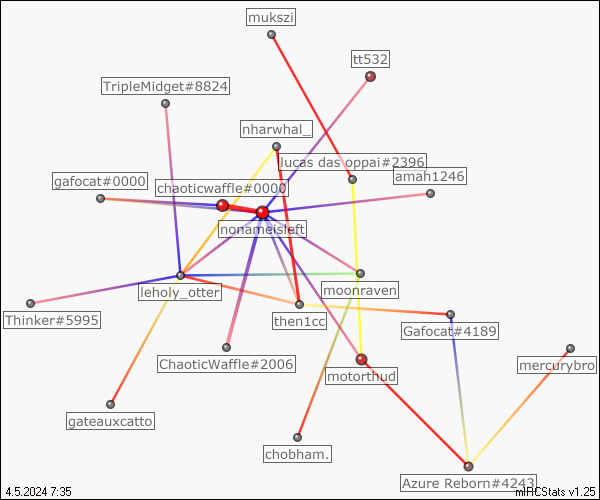 mukszi
tt532
TripleMidget#8824
nharwhal_
lucas das oppai#2396
gafocat#0000
amah1246
chaoticwaffle#0000
nonameisleft
leholy_otter
moonraven
Thinker#5995
then1cc
Gafocat#4189
ChaoticWaffle#2006
mercurybro
motorthud
gateauxcatto
chobham.
Azure Reborn#4243
4.5.2024 7:35
mIRCStats v1.25